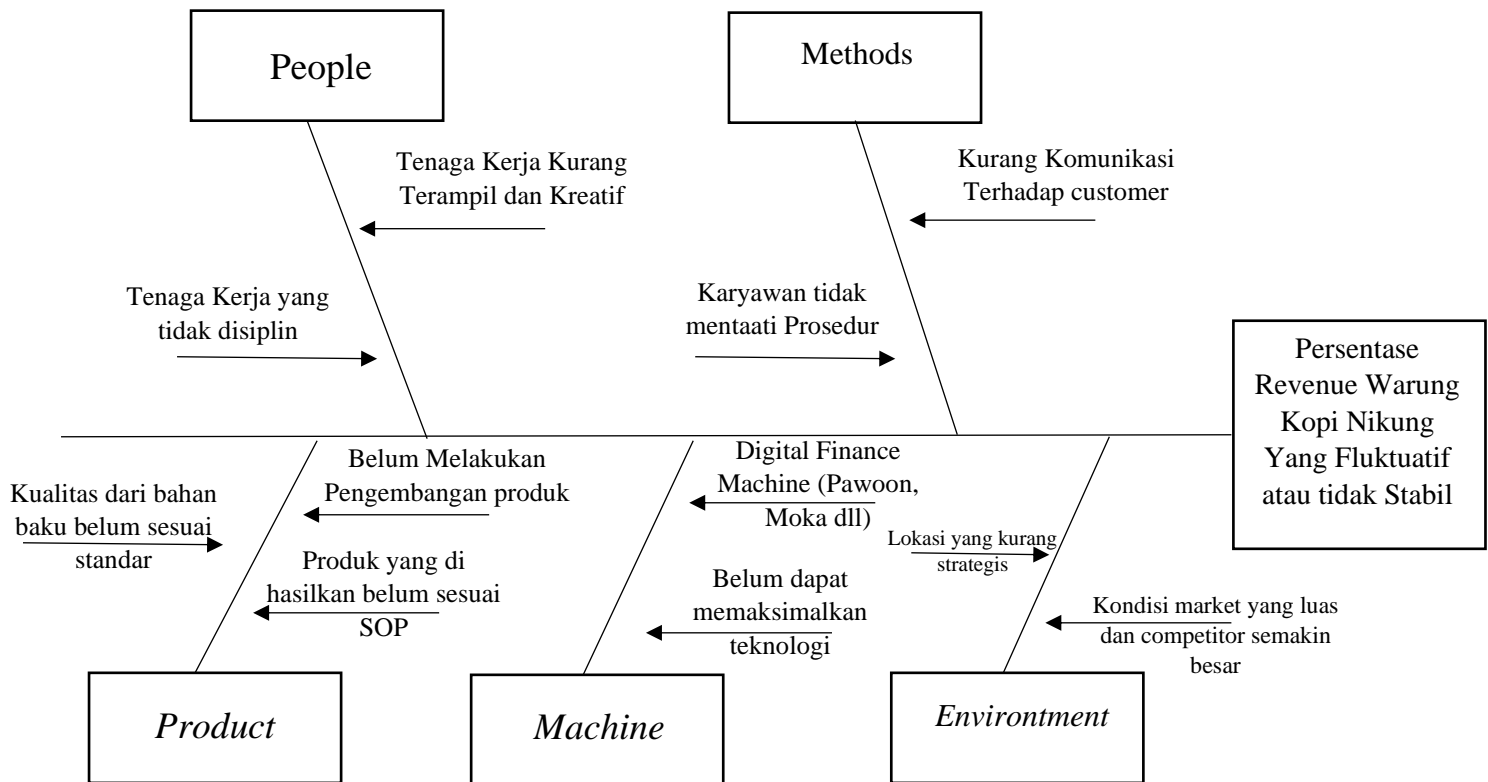 People
Methods
Tenaga Kerja Kurang
Terampil dan Kreatif
Kurang Komunikasi
Terhadap customer
Tenaga Kerja yang
tidak disiplin
Karyawan tidak
mentaati Prosedur
Persentase
Revenue Warung
Kopi Nikung
Yang Fluktuatif
atau tidak Stabil
Belum Melakukan
Pengembangan produk
Kualitas dari bahan
baku belum sesuai
standar
Produk yang di
hasilkan belum sesuai
SOP
Digital Finance
Machine (Pawoon,
Moka dll)
Belum dapat
memaksimalkan
teknologi
Lokasi yang kurang
strategis
Kondisi market yang luas
dan competitor semakin
besar
Product
Machine
Environtment